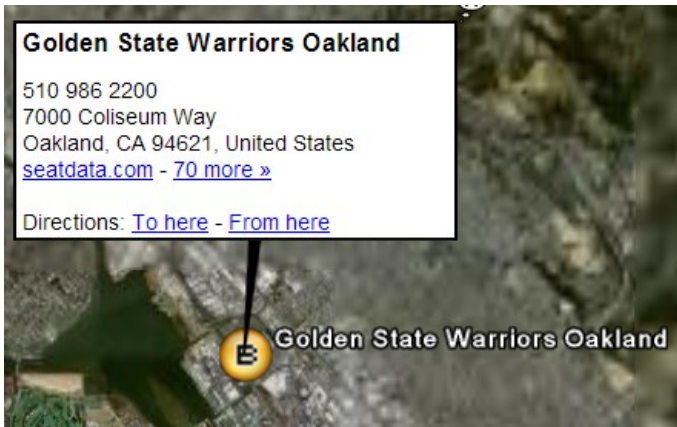 Golden State Warriors Oakland
510 986 2200
7000 Coliseum Way
Oakland, CA 94621, United States
seatdata.com - 70 more »
Directions: To here - From here
B
Golden State Warriors Oakland